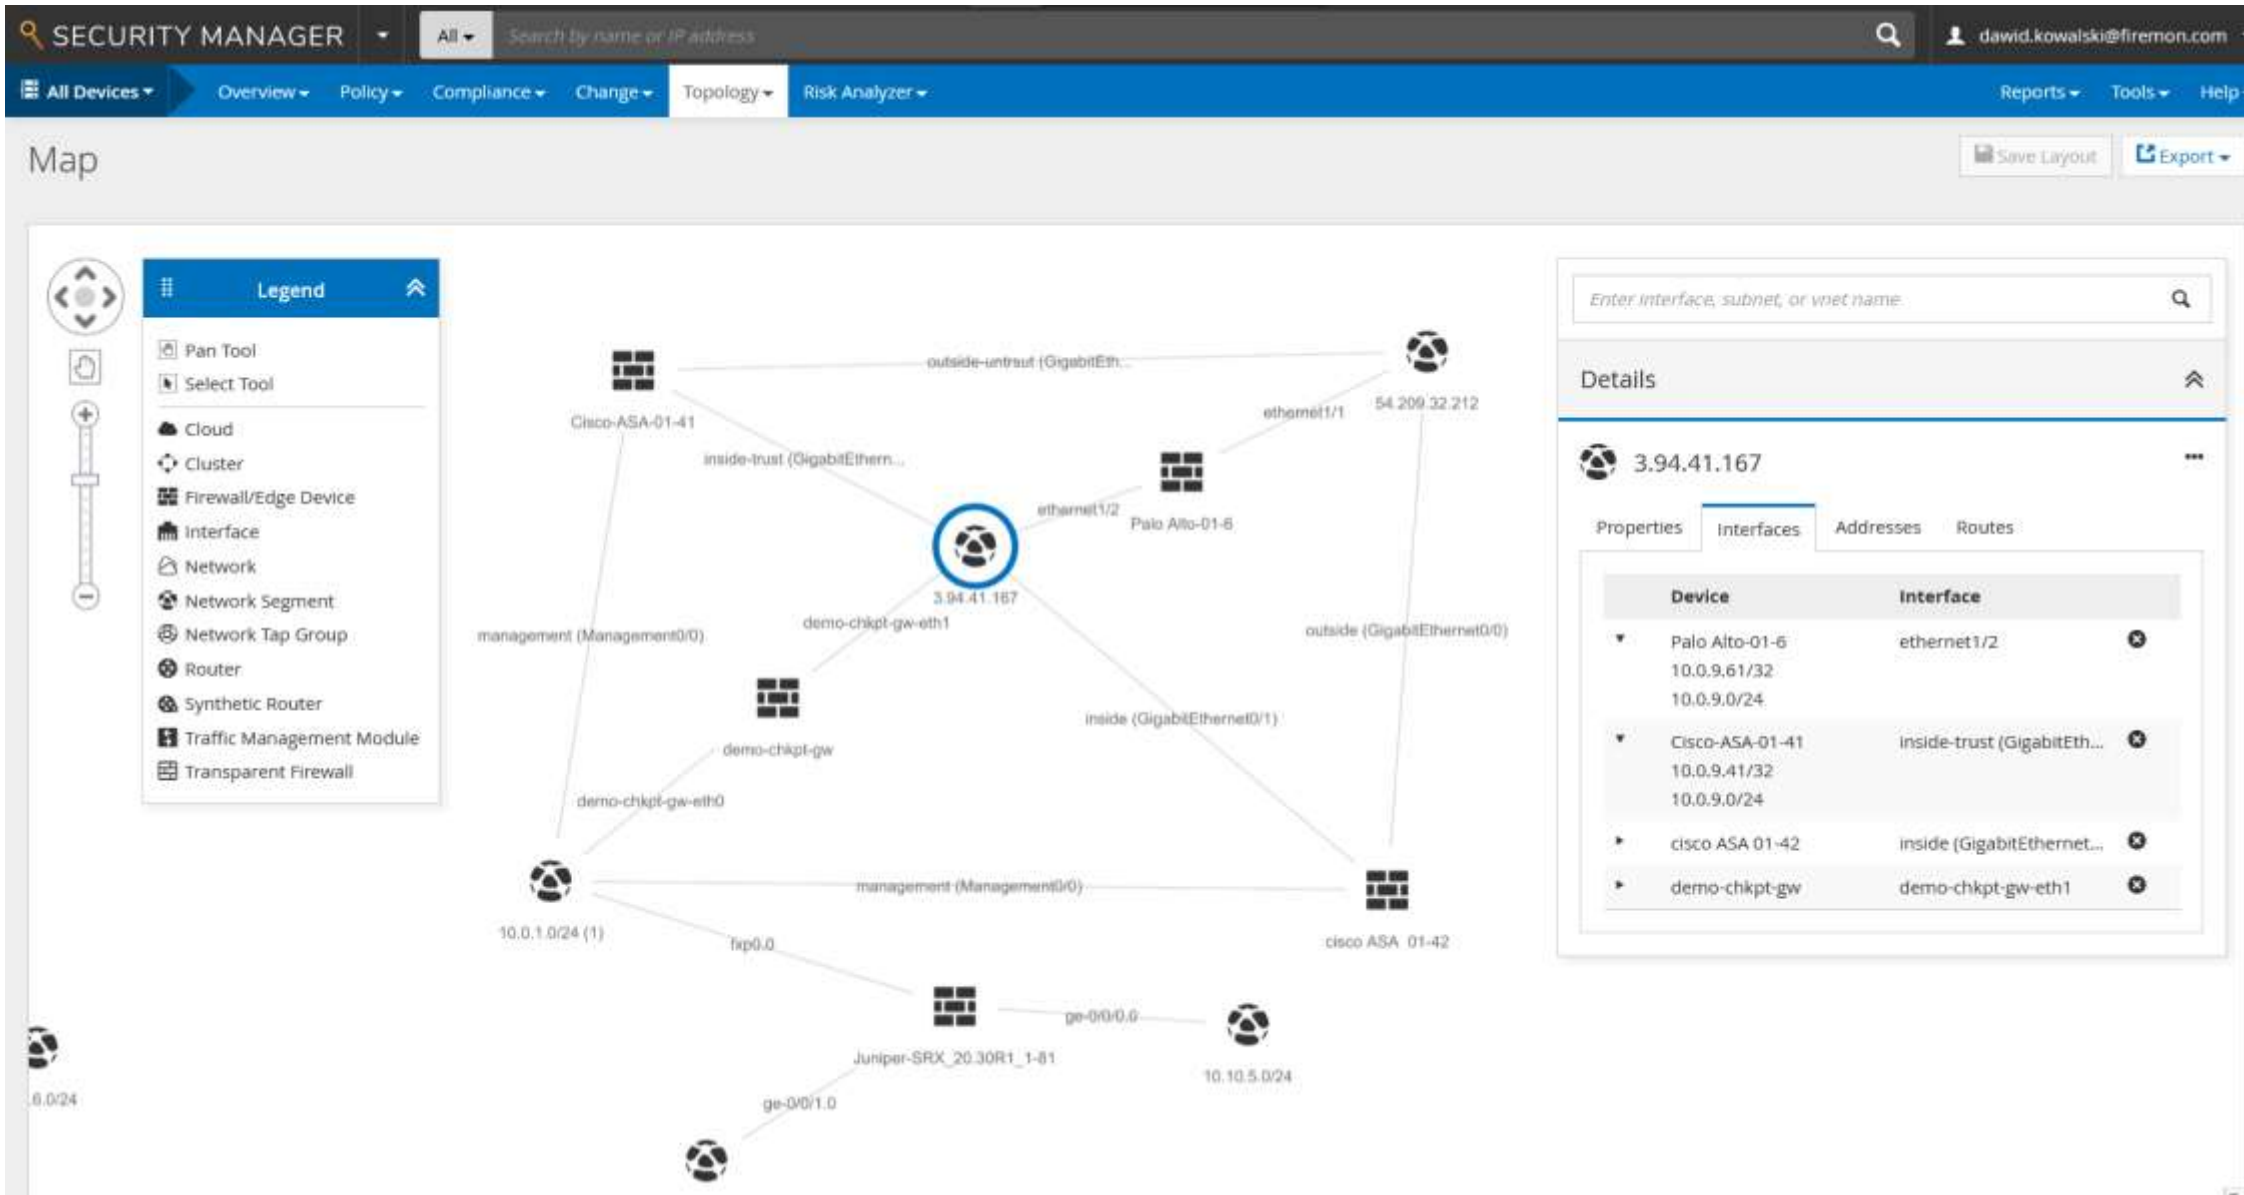 SECURITY MANAGER
All
Search by name or IP address
dawid.kowalski@firemon.com
All Devices
Overview
Policy
Compliance
Change
Topology
Risk Analyzer
Reports
Tools
Help
Map
Save Layout
Export
Legend
Pan Tool
Select Tool
Cloud
Cluster
Firewall/Edge Device
Interface
Network
Network Segment
Network Tap Group
Router
Synthetic Router
Traffic Management Module
Transparent Firewall
outside-untraut (GigabitEth...
Cisco-ASA-01-41
54.209.32.212
ethernet1/1
inside-trust (GigabitEthern...
ethernet1/2
Palo Alto-01-6
3.94.41.167
demo-chkpt-gw-eth1
management (Management0/0)
outside (GigabitEthernet0/0)
inside (GigabitEthernet0/1)
demo-chkpt-gw
demo-chkpt-gw-eth0
management (Management0/0)
10.0.1.0/24 (1)
fxp0.0
cisco ASA 01-42
ge-0/0/0.0
Juniper-SRX_20.30R1_1-81
10.10.5.0/24
.6.0/24
ge-0/0/1.0
Enter interface, subnet, or vnet name
Details
3.94.41.167
Properties
Interfaces
Addresses
Routes
Device Interface
Palo Alto-01-6 ethernet1/2
10.0.9.61/32
10.0.9.0/24
Cisco-ASA-01-41 inside-trust (GigabitEth...
10.0.9.41/32
10.0.9.0/24
cisco ASA 01-42 inside (GigabitEthernet...
demo-chkpt-gw demo-chkpt-gw-eth1